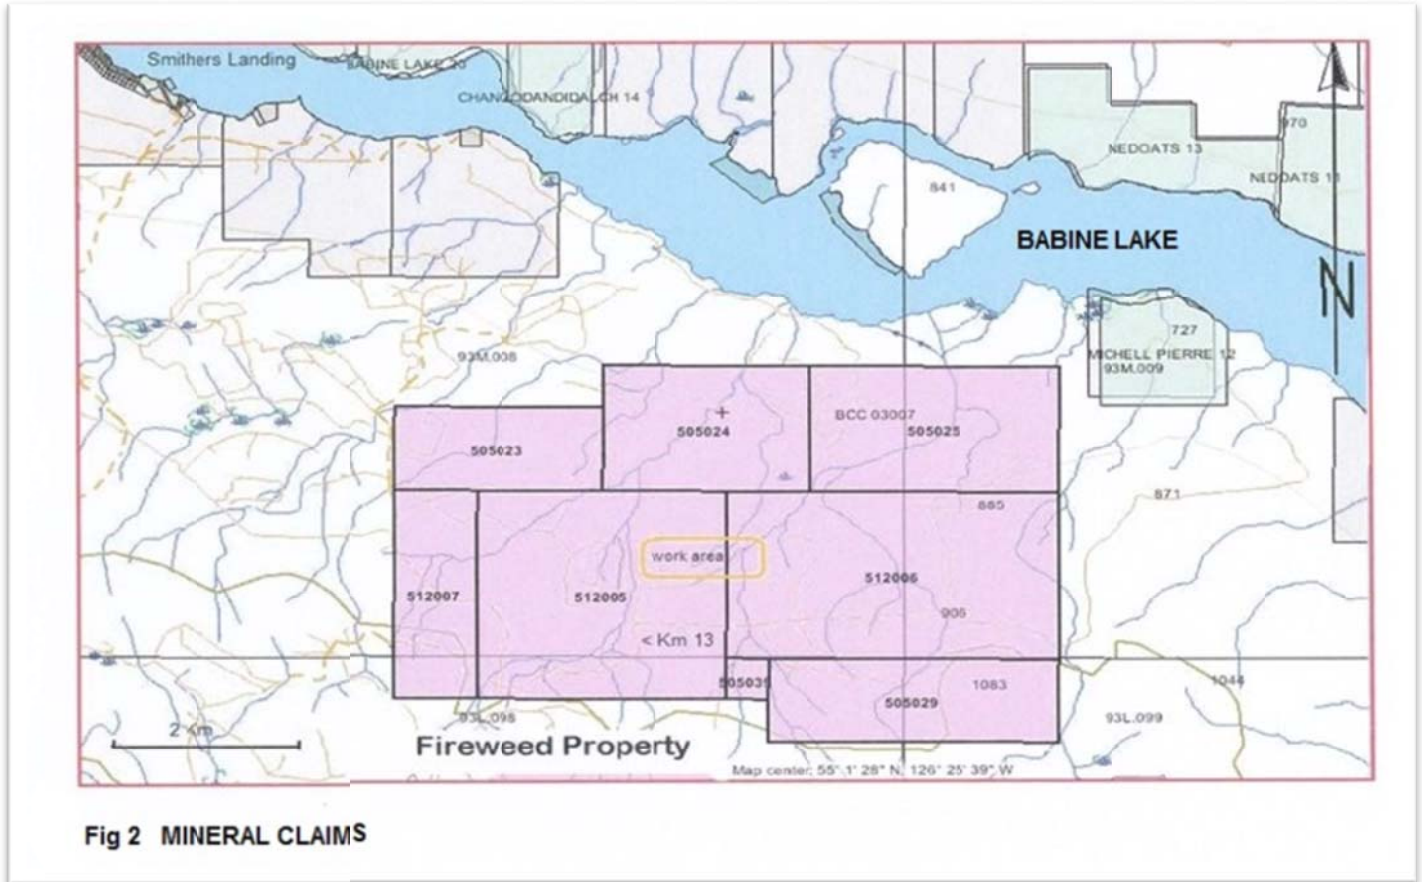 Smithers Landing
BABINE LAKE 20
14
970
NEDOATS 13
NEDOATS 11
841
BABINE LAKE
N
727
MICHELL PIERRE 12
93M.008
93M.009
BCC 03007
505024
505025
505023
871
885
work area
512006
512007
512005
905
< Km 13
505039
1083
1044
505029
93L.098
93L.099
2 km
Fireweed Property
Map center: 55° 1' 28" N, 126° 25' 39" W
Fig 2 MINERAL CLAIMS